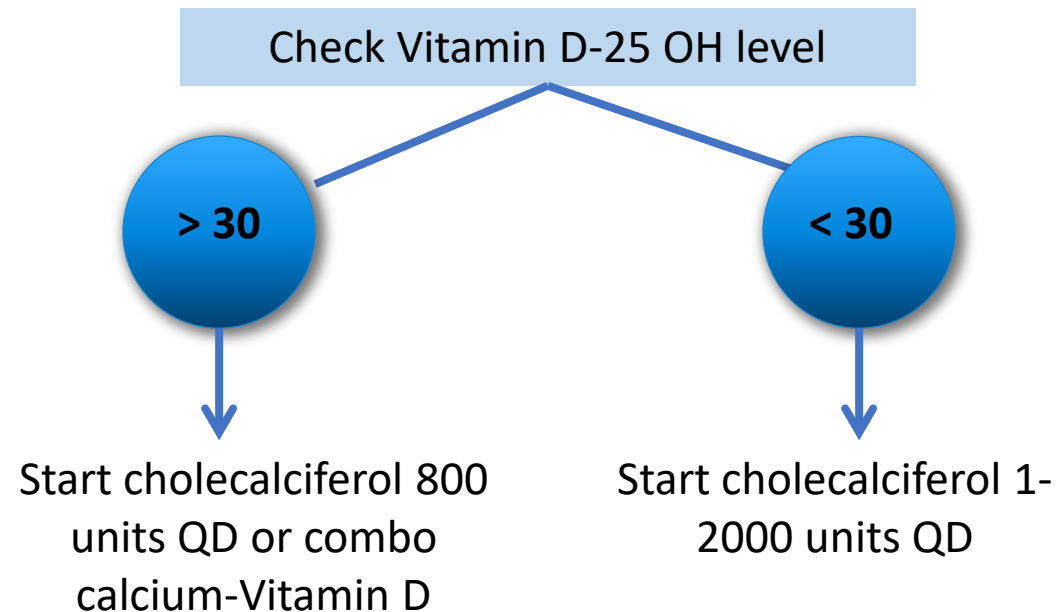 Check Vitamin D-25 OH level
> 30
< 30
Start cholecalciferol 800
units QD or combo
calcium-Vitamin D
Start cholecalciferol 1-
2000 units QD